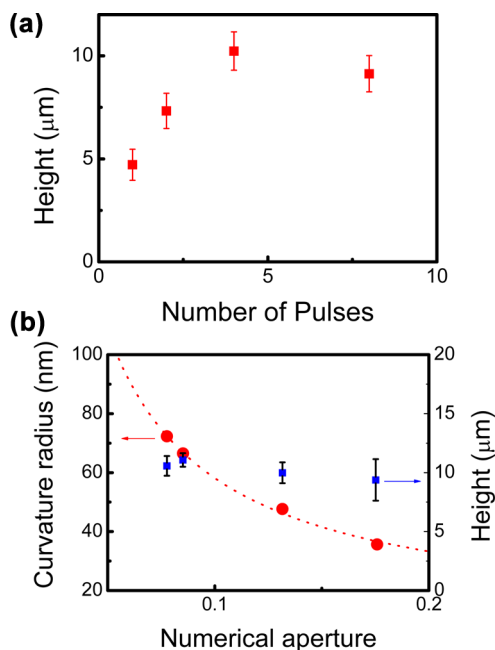 (a)
10
5
0
Height (μm)
0
5
10
Number of Pulses
(b)
100
80
60
40
20
Curvature radius (nm)
20
15
10
5
0
Height (μm)
0.1
0.2
Numerical aperture